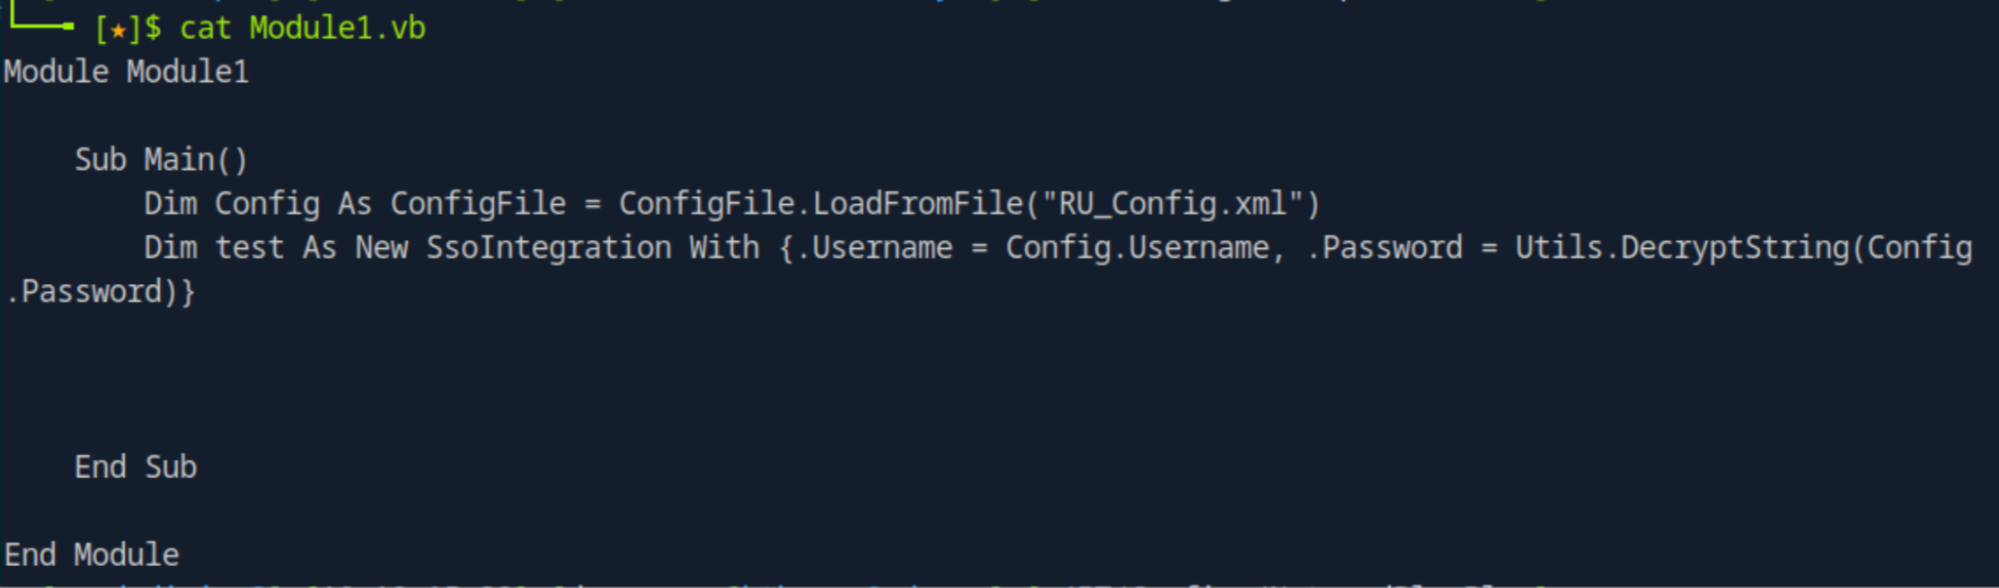 [★]$ cat Module1.vb
Module Module1
    Sub Main()
        Dim Config As ConfigFile = ConfigFile.LoadFromFile("RU_Config.xml")
        Dim test As New SsoIntegration With {.Username = Config.Username, .Password = Utils.DecryptString(Config
.Password)}
    End Sub
End Module